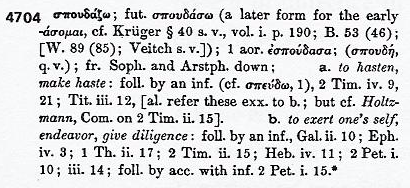 4704 σπουδάζω; fut. σπουδάσω (a later form for the early
-άσομαι, cf. Krüger § 40 s. v., vol. i. p. 190; B. 53 (46);
[W. 89 (85); Veitch s. v.]); 1 aor. ἐσπούδασα; (σπουδή,
q. v.); fr. Soph. and Arstph. down; a. to hasten,
make haste: foll. by an inf. (cf. σπεύδω, 1), 2 Tim. iv. 9,
21; Tit. iii. 12, [al. refer these exx. to b.; but cf. Holtz-
mann, Com. on 2 Tim. ii. 15]. b. to exert one's self,
endeavor, give diligence: foll. by an inf., Gal. ii. 10; Eph.
iv. 3; 1 Th. ii. 17; 2 Tim. ii. 15; Heb. iv. 11; 2 Pet. i.
10; iii. 14; foll. by acc. with inf. 2 Pet. i. 15.*